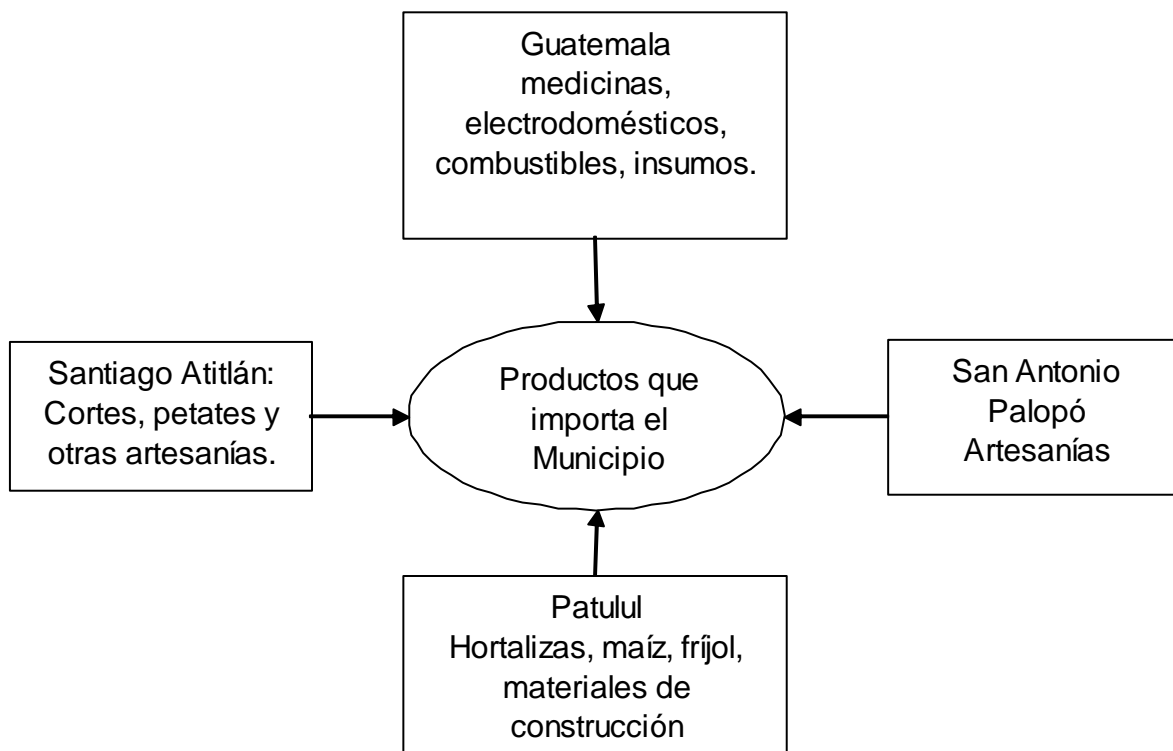 Guatemala
medicinas,
electrodomésticos,
combustibles, insumos.
Santiago Atitlán:
Cortes, petates y
otras artesanías.
Productos que
importa el
Municipio
San Antonio
Palopó
Artesanías
Patulul
Hortalizas, maíz, fríjol,
materiales de
construcción